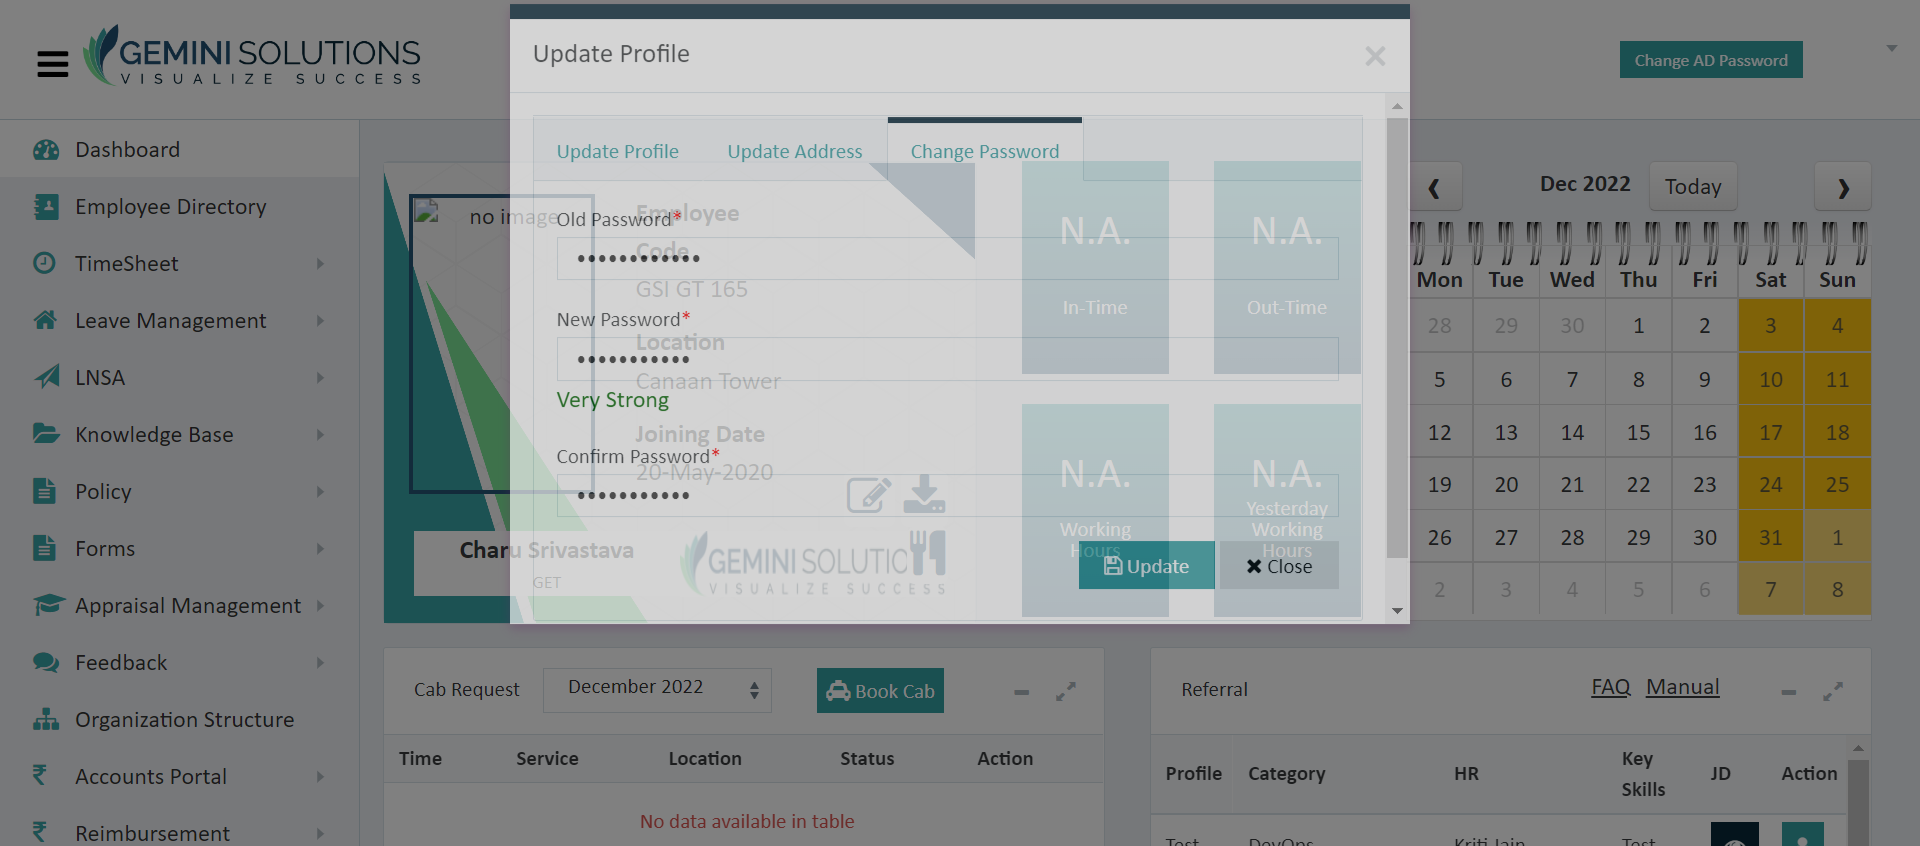 GEMINI SOLUTIONS
VISUALIZE SUCCESS
Change AD Password
Update Profile
Update Profile
Update Address
Change Password
Old Password*
••••••••••••
New Password*
•••••••••••
Very Strong
Confirm Password*
•••••••••••
Update
Close
Dashboard
Employee Directory
TimeSheet
Leave Management
LNSA
Knowledge Base
Policy
Forms
Appraisal Management
Feedback
Organization Structure
Accounts Portal
Reimbursement
no image
Charu Srivastava
GET
Employee
Code
GSI GT 165
Location
Canaan Tower
Joining Date
20-May-2020
GEMINI SOLUTIO
VISUALIZE SUCCESS
N.A.
In-Time
N.A.
Out-Time
N.A.
Working
Hours
N.A.
Yesterday
Working
Hours
Dec 2022
Today
Mon Tue Wed Thu Fri Sat Sun
28 29 30 1 2 3 4
5 6 7 8 9 10 11
12 13 14 15 16 17 18
19 20 21 22 23 24 25
26 27 28 29 30 31 1
2 3 4 5 6 7 8
Cab Request
December 2022
Book Cab
Time Service Location Status Action
No data available in table
Referral
FAQ Manual
Profile Category HR Key
Skills JD Action
Test DevOps Kriti Jain Test